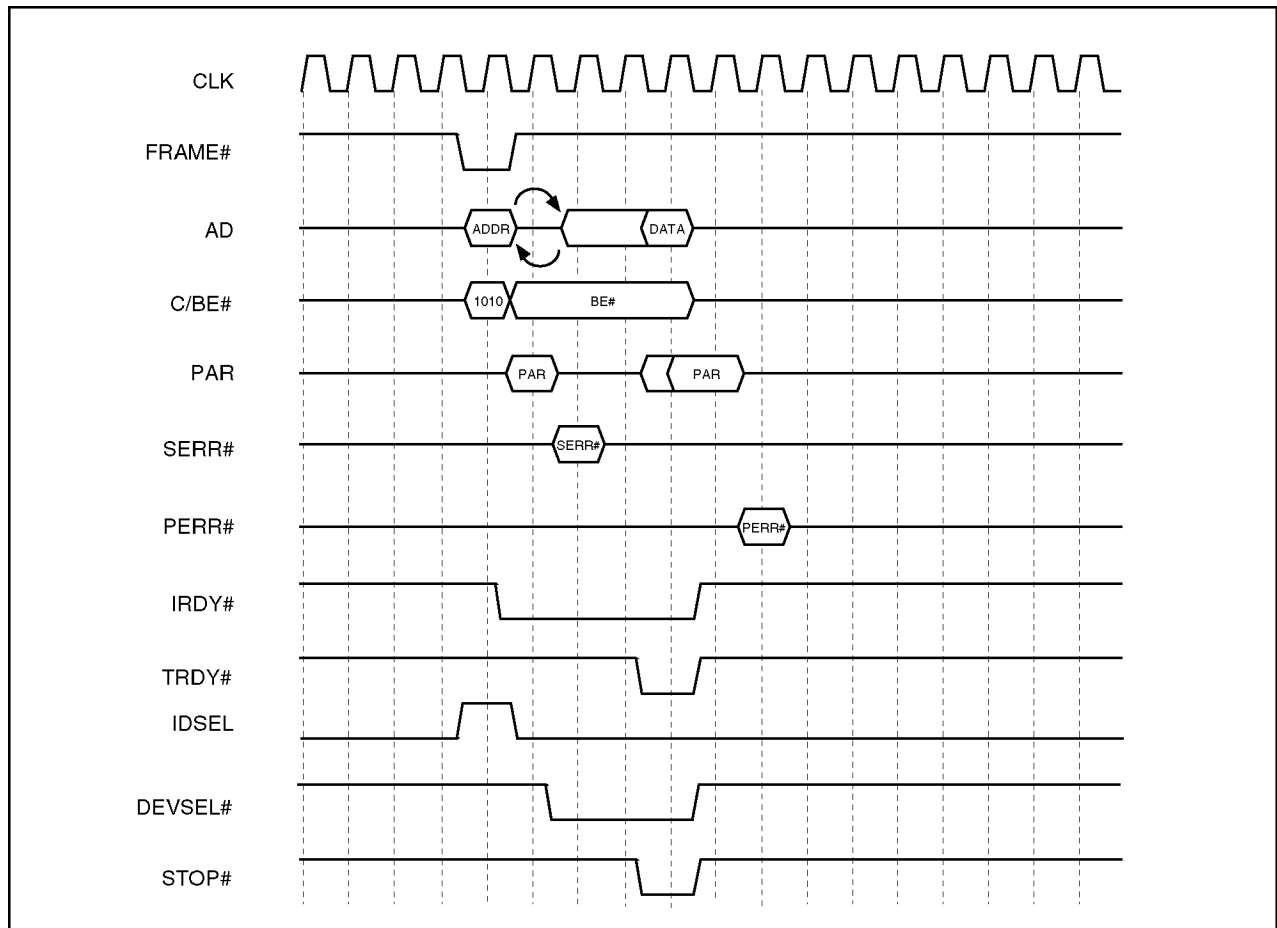 CLK
FRAME#
AD
ADDR
DATA
C/BE#
1010
BE#
PAR
PAR
PAR
SERR#
SERR#
PERR#
PERR#
IRDY#
TRDY#
IDSEL
DEVSEL#
STOP#